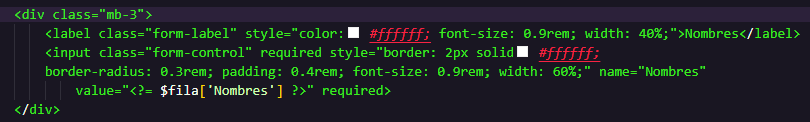 <div class="mb-3">
<label class="form-label" style="color: #ffffff; font-size: 0.9rem; width: 40%;">Nombres</label>
<input class="form-control" required style="border: 2px solid #ffffff;
border-radius: 0.3rem; padding: 0.4rem; font-size: 0.9rem; width: 60%;" name="Nombres"
value="<?= $fila['Nombres'] ?>" required>
</div>